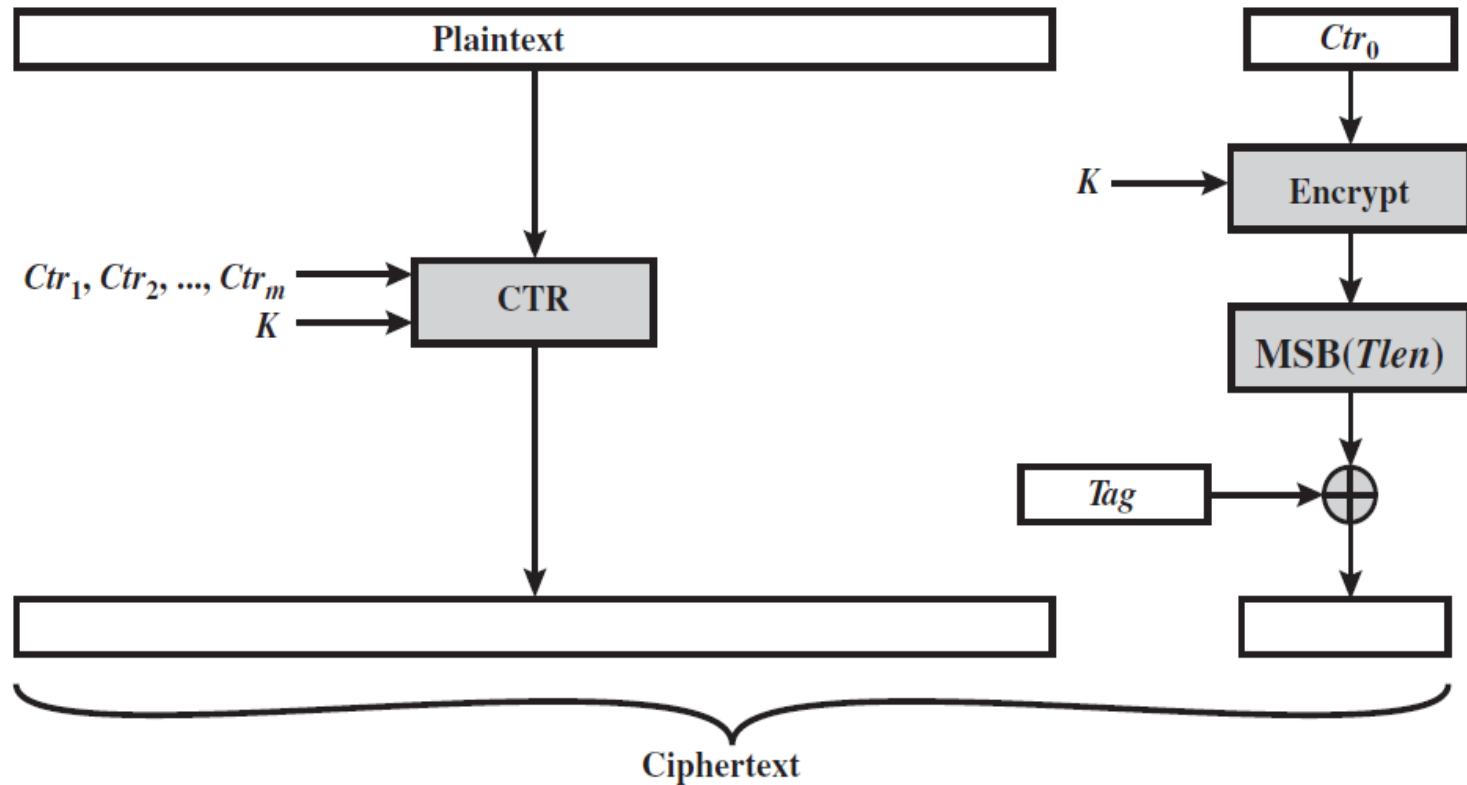 Plaintext
Ctr0
K
Encrypt
Ctr1, Ctr2, ..., Ctrm
CTR
K
MSB(Tlen)
Tag
Ciphertext